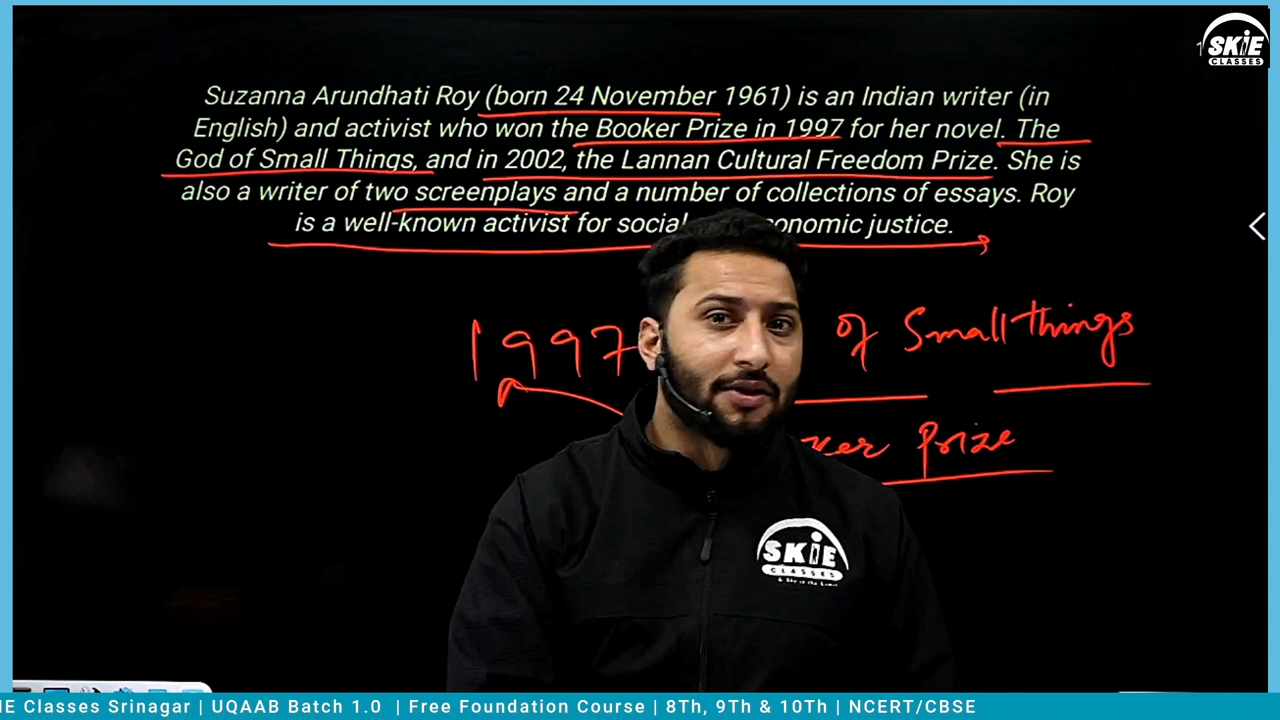 SKiE
CLASSES
Suzanna Arundhati Roy (born 24 November 1961) is an Indian writer (in
English) and activist who won the Booker Prize in 1997 for her novel. The
God of Small Things, and in 2002, the Lannan Cultural Freedom Prize. She is
also a writer of two screenplays and a number of collections of essays. Roy
is a well-known activist for social onomic justice.
1997 of Small things
Prize
SKiE
CLASSES
IE Classes Srinagar | UQAAB Batch 1.0 | Free Foundation Course | 8Th, 9Th & 10Th | NCERT/CBSE